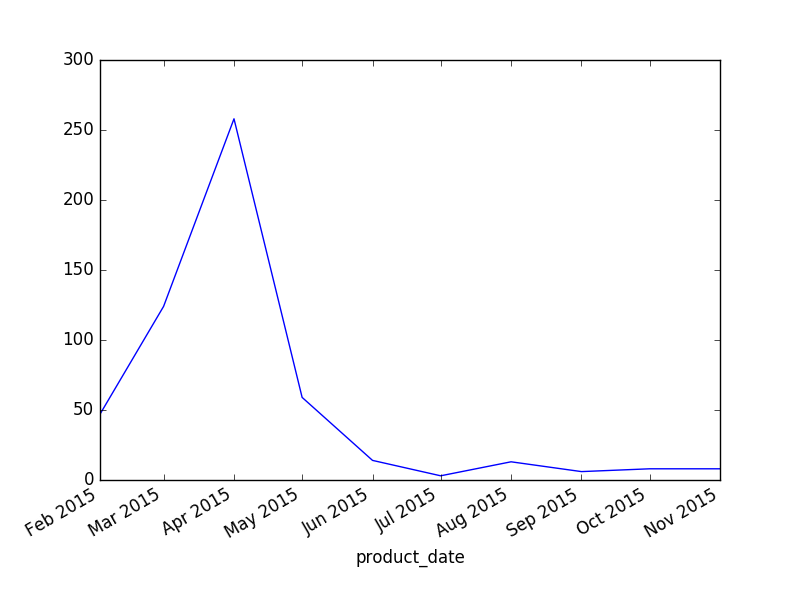 300
250
200
150
100
50
0
Feb 2015
Mar 2015
Apr 2015
May 2015
Jun 2015
Jul 2015
Aug 2015
Sep 2015
Oct 2015
Nov 2015
product_date